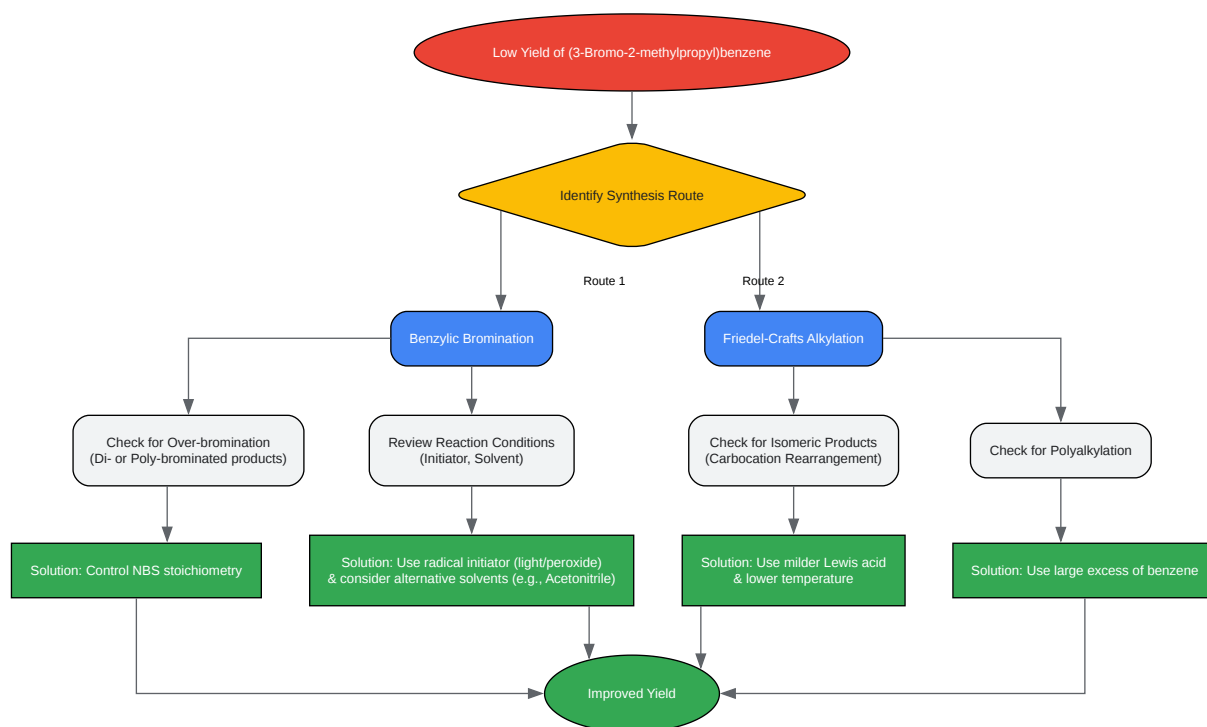 Low Yield of (3-Bromo-2-methylpropyl)benzene
Identify Synthesis Route
Route 1
Route 2
Benzylic Bromination
Friedel-Crafts Alkylation
Check for Over-bromination
(Di- or Poly-brominated products)
Review Reaction Conditions
(Initiator, Solvent)
Check for Isomeric Products
(Carbocation Rearrangement)
Check for Polyalkylation
Solution: Control NBS stoichiometry
Solution: Use radical initiator (light/peroxide)
& consider alternative solvents (e.g., Acetonitrile)
Solution: Use milder Lewis acid
& lower temperature
Solution: Use large excess of benzene
Improved Yield